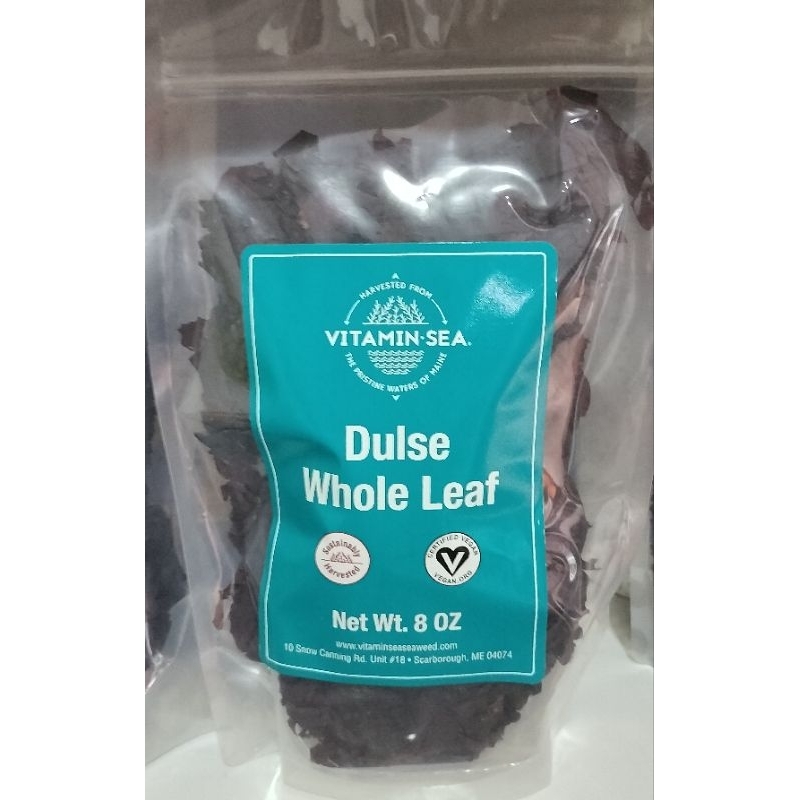 HARVESTED FROM
VITAMIN·SEA®
THE PRISTINE WATERS OF MAINE
Dulse
Whole Leaf
Sustainably
Harvested
CERTIFIED VEGAN
VEGAN.ORG
Net Wt. 8 OZ
www.vitaminseaseaweed.com
10 Snow Canning Rd. Unit #18 • Scarborough, ME 04074